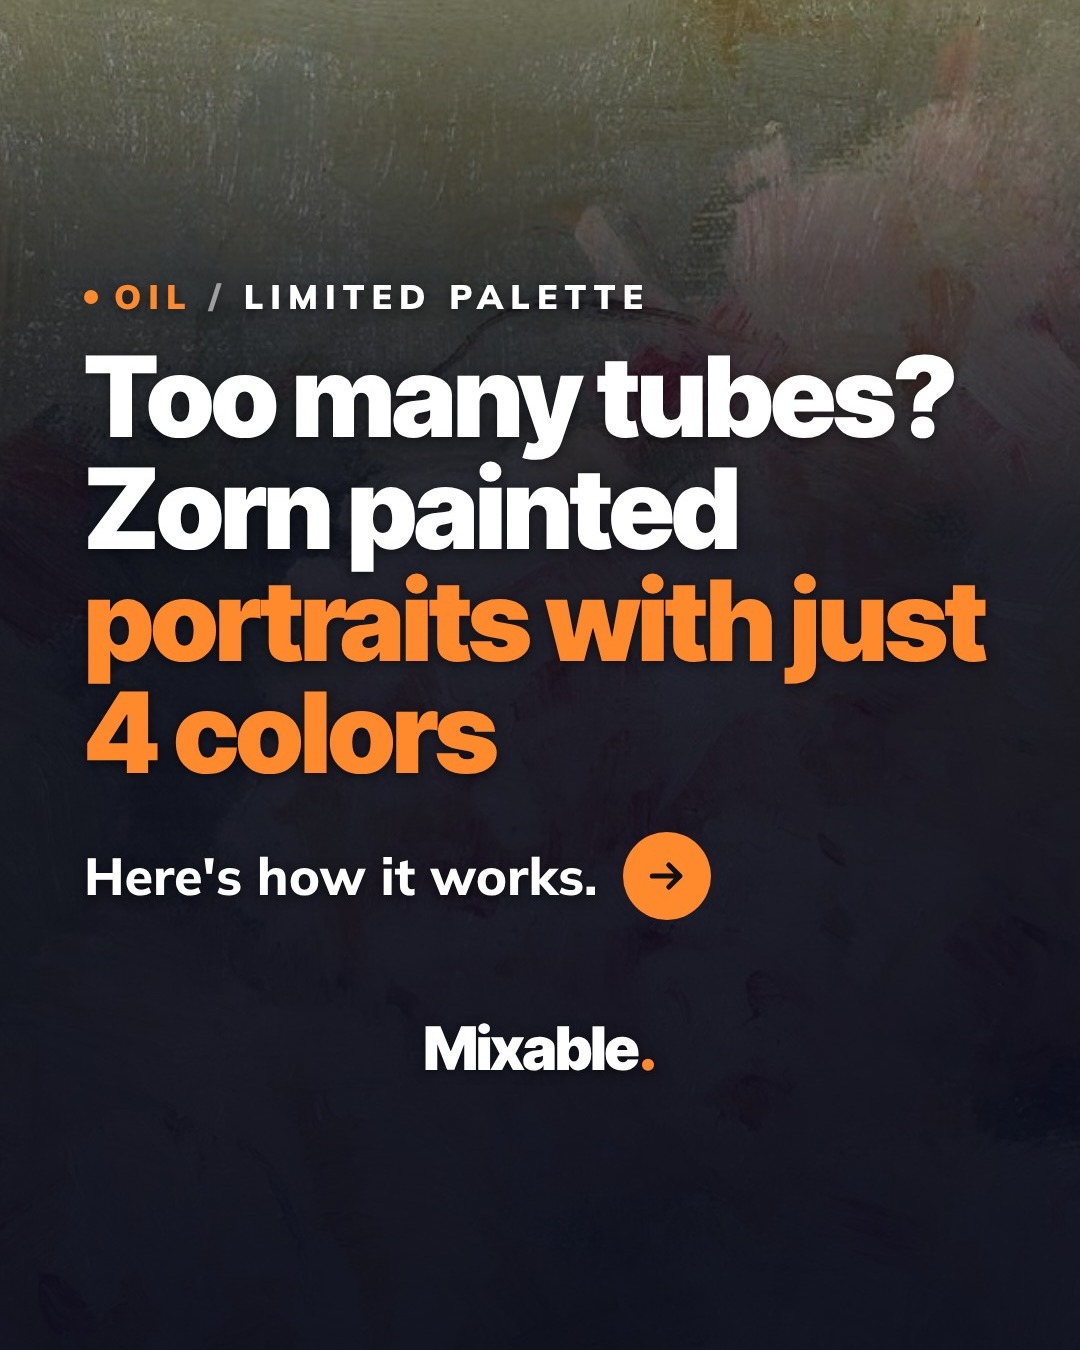 • OIL / LIMITED PALETTE
Too many tubes?
Zorn painted
portraits with just
4 colors
Here's how it works.
Mixable.